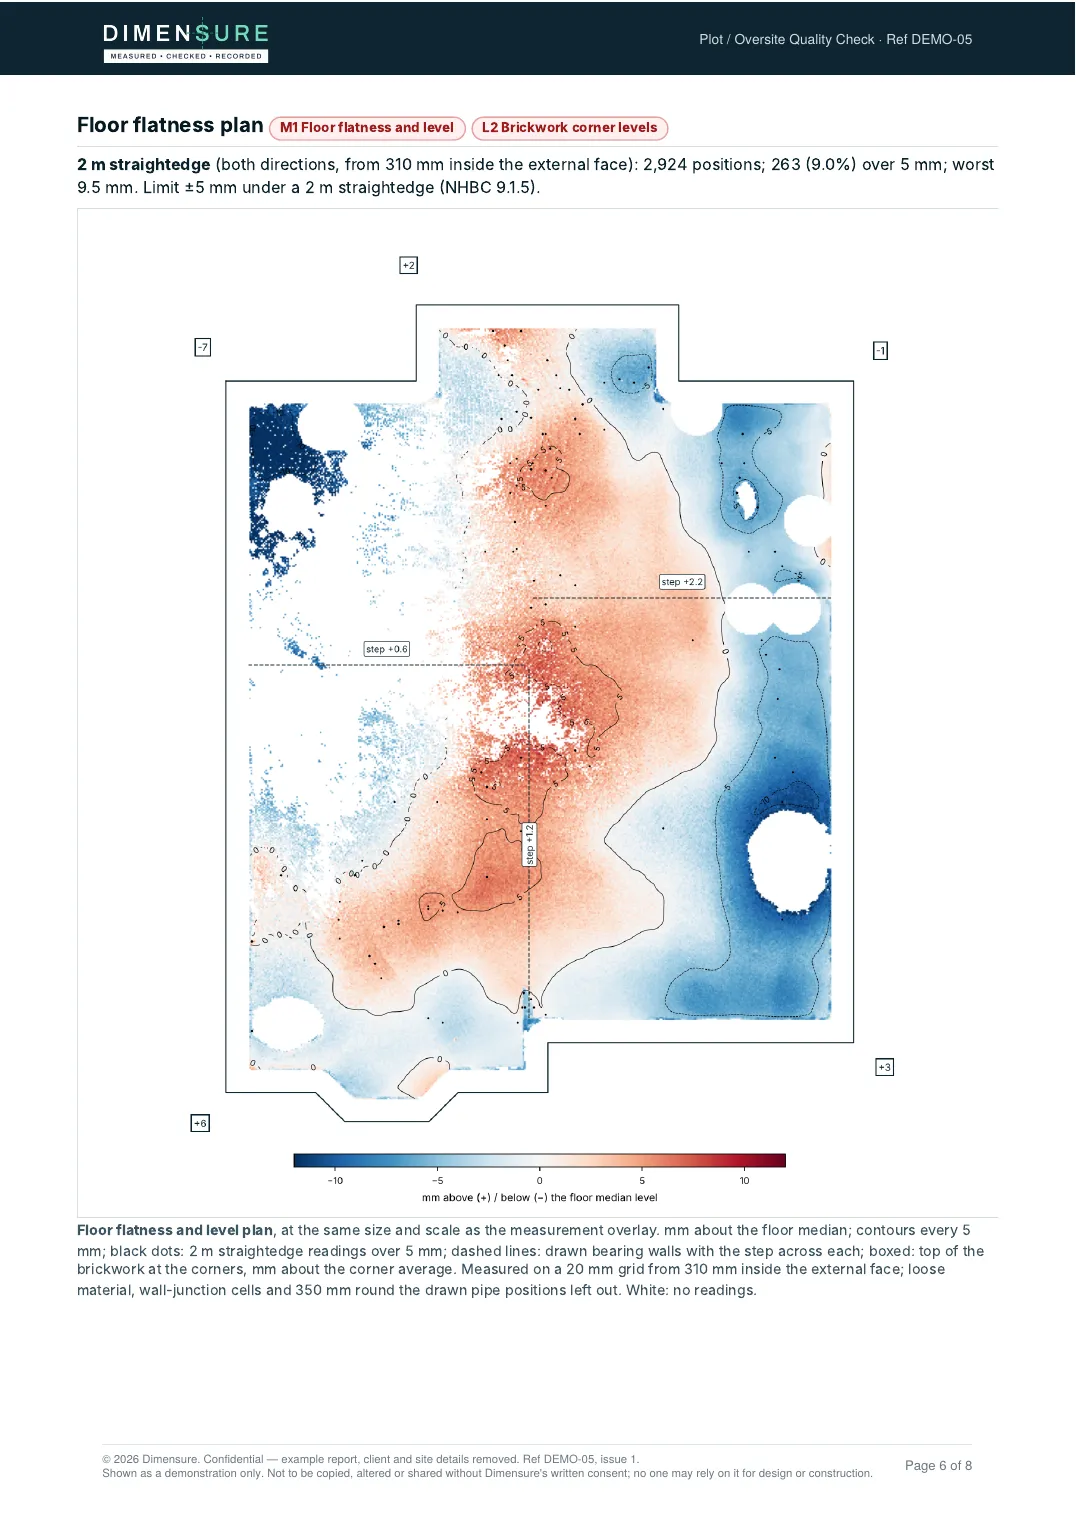 DIMENSURE
MEASURED • CHECKED • RECORDED
Plot / Oversite Quality Check · Ref DEMO-05
Floor flatness plan M1 Floor flatness and level L2 Brickwork corner levels
2 m straightedge (both directions, from 310 mm inside the external face): 2,924 positions; 263 (9.0%) over 5 mm; worst
9.5 mm. Limit ±5 mm under a 2 m straightedge (NHBC 9.1.5).
+2
-7
-1
step +2.2
step +0.6
step +1.2
+3
+6
−10 −5 0 5 10
mm above (+) / below (−) the floor median level
Floor flatness and level plan, at the same size and scale as the measurement overlay. mm about the floor median; contours every 5
mm; black dots: 2 m straightedge readings over 5 mm; dashed lines: drawn bearing walls with the step across each; boxed: top of the
brickwork at the corners, mm about the corner average. Measured on a 20 mm grid from 310 mm inside the external face; loose
material, wall-junction cells and 350 mm round the drawn pipe positions left out. White: no readings.
© 2026 Dimensure. Confidential — example report, client and site details removed. Ref DEMO-05, issue 1.
Shown as a demonstration only. Not to be copied, altered or shared without Dimensure's written consent; no one may rely on it for design or construction.
Page 6 of 8